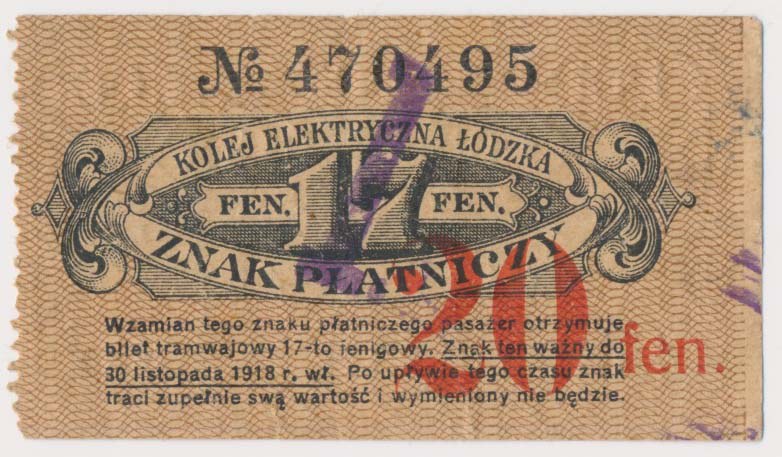 № 470495
KOLEJ ELEKTRYCZNA ŁÓDZKA
FEN. 17 FEN.
ZNAK PŁATNICZY
20 fen.
Wzamian tego znaku płatniczego pasażer otrzymuje
bilet tramwajowy 17-to fenigowy. Znak ten ważny do
30 listopada 1918 r. wł. Po upływie tego czasu znak
traci zupełnie swą wartość i wymieniony nie będzie.